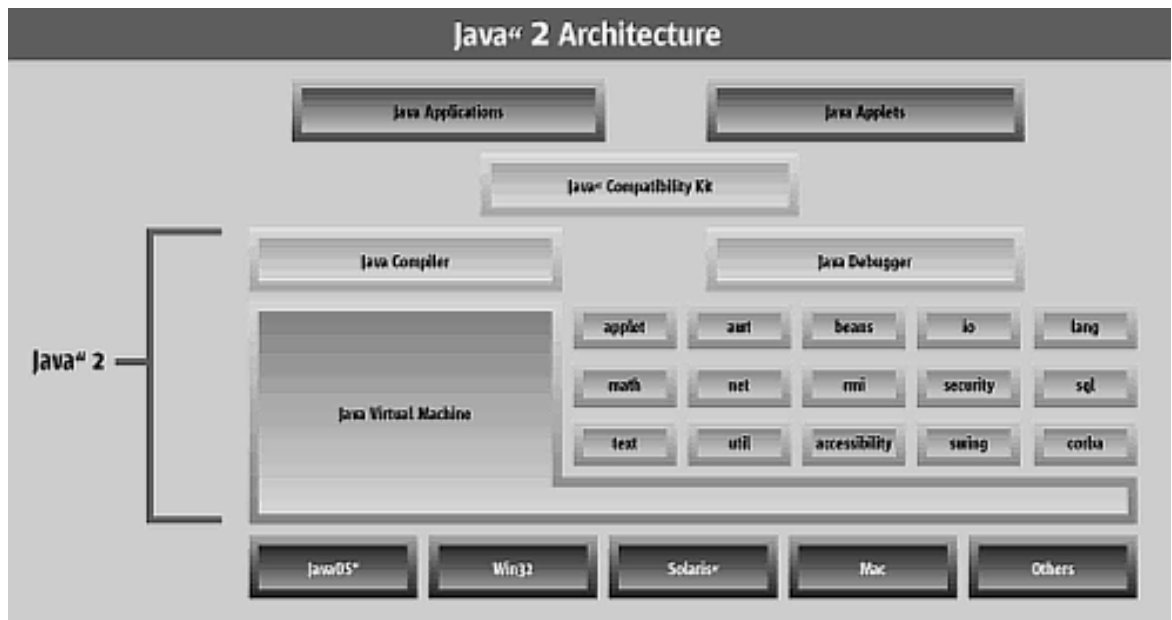 Java“ 2 Architecture
Java Applications
Java Applets
Java“ Compatibility Kit
Java Compiler
Java Debugger
Java“ 2
Java Virtual Machine
applet awt beans io lang
math net rmi security sql
text util accessibility swing corba
JavaOS“ Win32 Solaris“ Mac Others